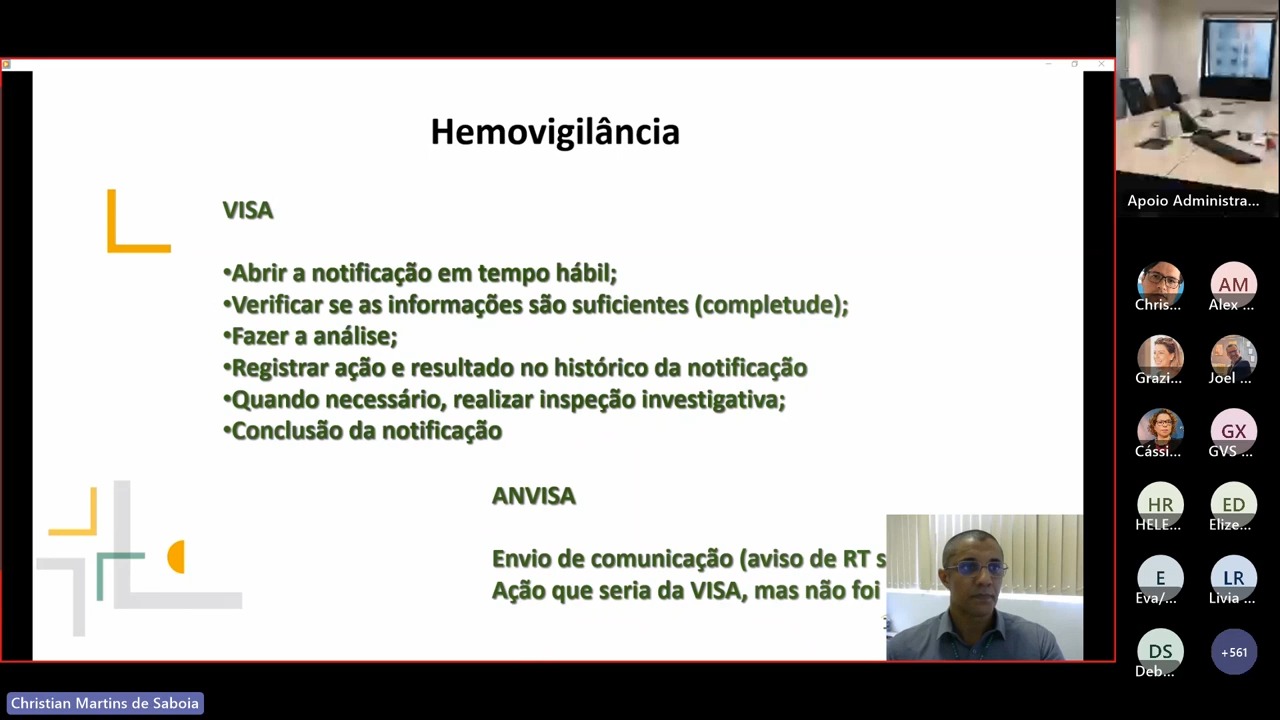 Hemovigilância
VISA
•Abrir a notificação em tempo hábil;
•Verificar se as informações são suficientes (completude);
•Fazer a análise;
•Registrar ação e resultado no histórico da notificação
•Quando necessário, realizar inspeção investigativa;
•Conclusão da notificação
ANVISA
Envio de comunicação (aviso de RT s
Ação que seria da VISA, mas não foi
Apoio Administra...
Chris...
AM
Alex ...
Grazi...
Joel ...
Cássi...
GX
GVS ...
HR
HELE...
ED
Elize...
E
Eva/...
LR
Livia ...
DS
Deb...
+561
Christian Martins de Saboia